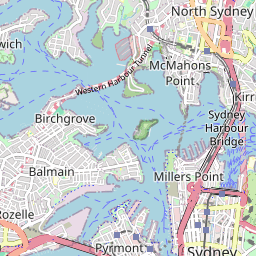 North Sydney
wich
Western Harbour Tunnel
McMahons
Point
Kirr
Birchgrove
Sydney
Harbour
Bridge
Balmain
Millers Point
Rozelle
Pyrmont
Sydney